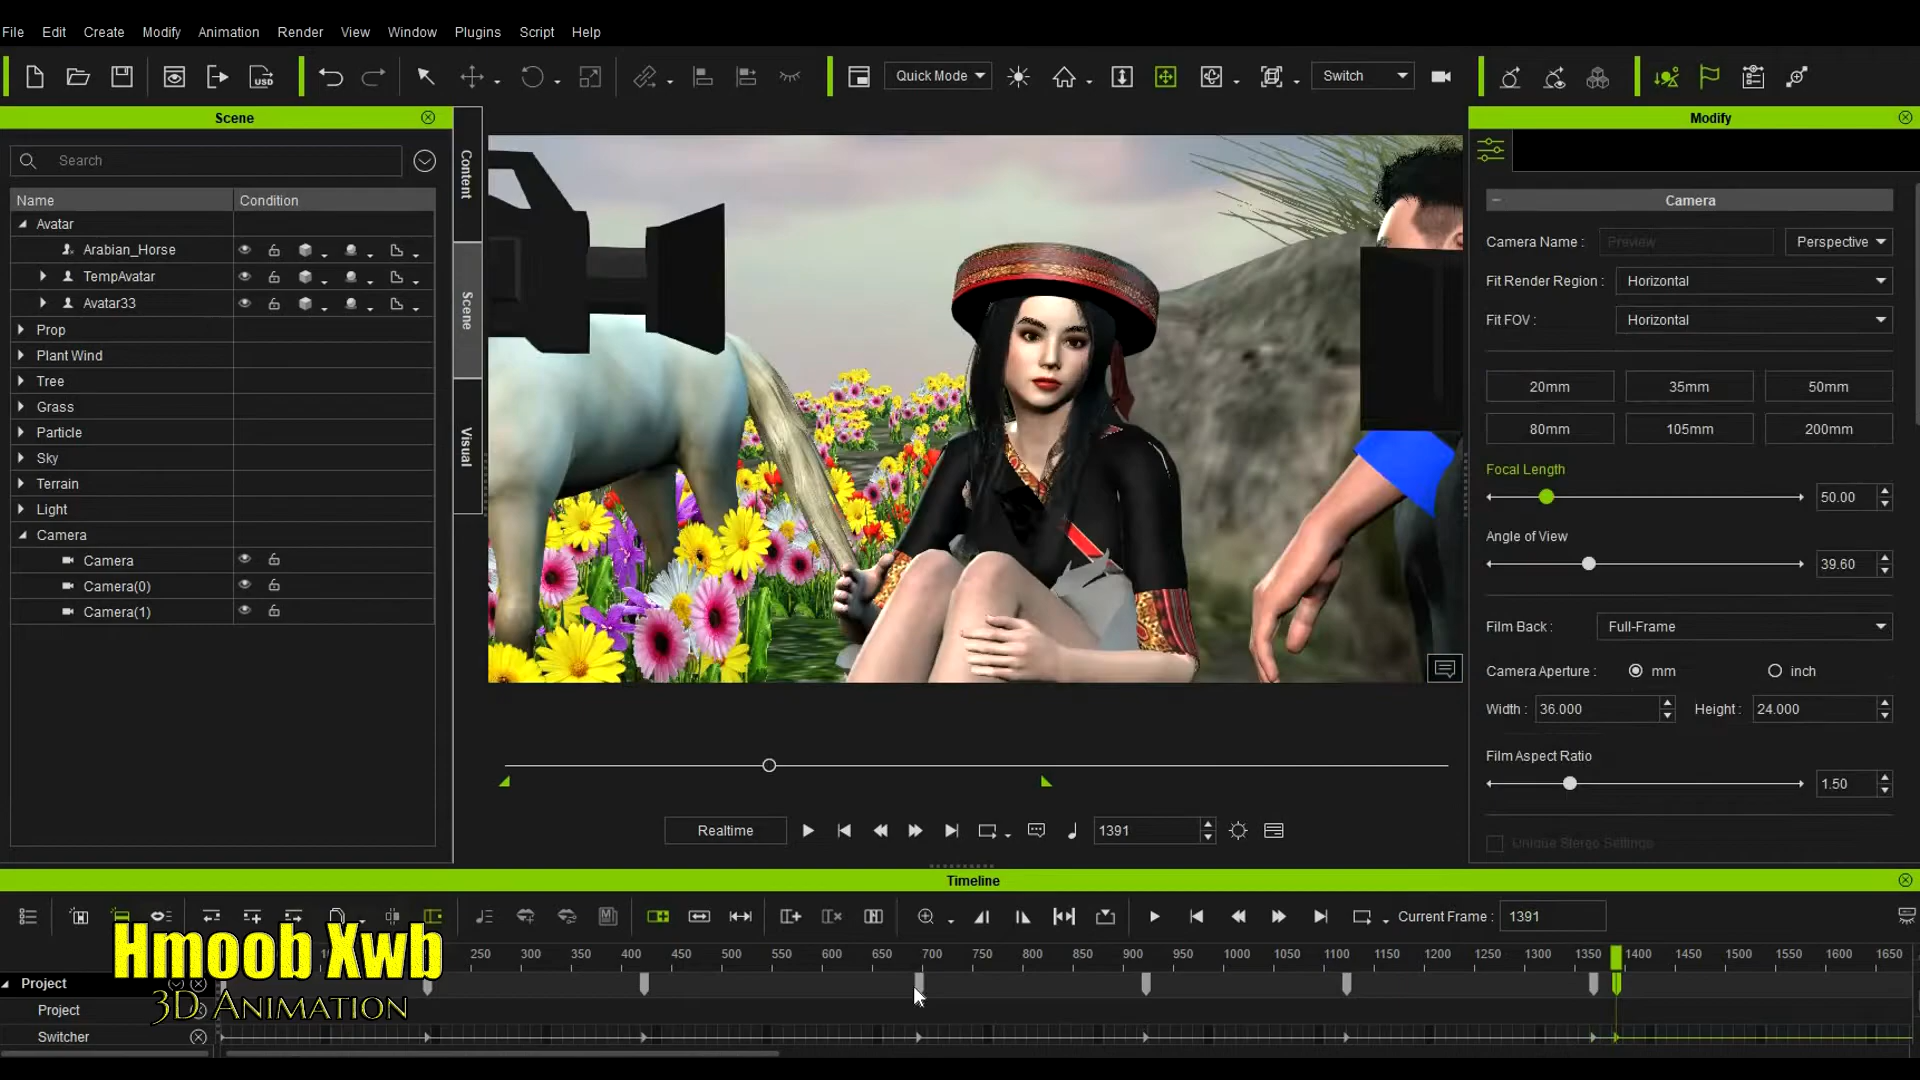 File Edit Create Modify Animation Render View Window Plugins Script Help
USD Quick Mode Switch
Scene
Modify
Search
Content
Scene
Visual
Name Condition
Avatar
Arabian_Horse
TempAvatar
Avatar33
Prop
Plant Wind
Tree
Grass
Particle
Sky
Terrain
Light
Camera
Camera
Camera(0)
Camera(1)
Camera
Camera Name : Preview Perspective
Fit Render Region : Horizontal
Fit FOV : Horizontal
20mm 35mm 50mm
80mm 105mm 200mm
Focal Length
50.00
Angle of View
39.60
Film Back : Full-Frame
Camera Aperture : mm inch
Width : 36.000 Height : 24.000
Film Aspect Ratio
1.50
Unique Stereo Settings
Realtime 1391
Timeline
Current Frame : 1391
250 300 350 400 450 500 550 600 650 700 750 800 850 900 950 1000 1050 1100 1150 1200 1250 1300 1350 1400 1450 1500 1550 1600 1650
Hmoob Xwb
3D Animation
Project
Project
Switcher